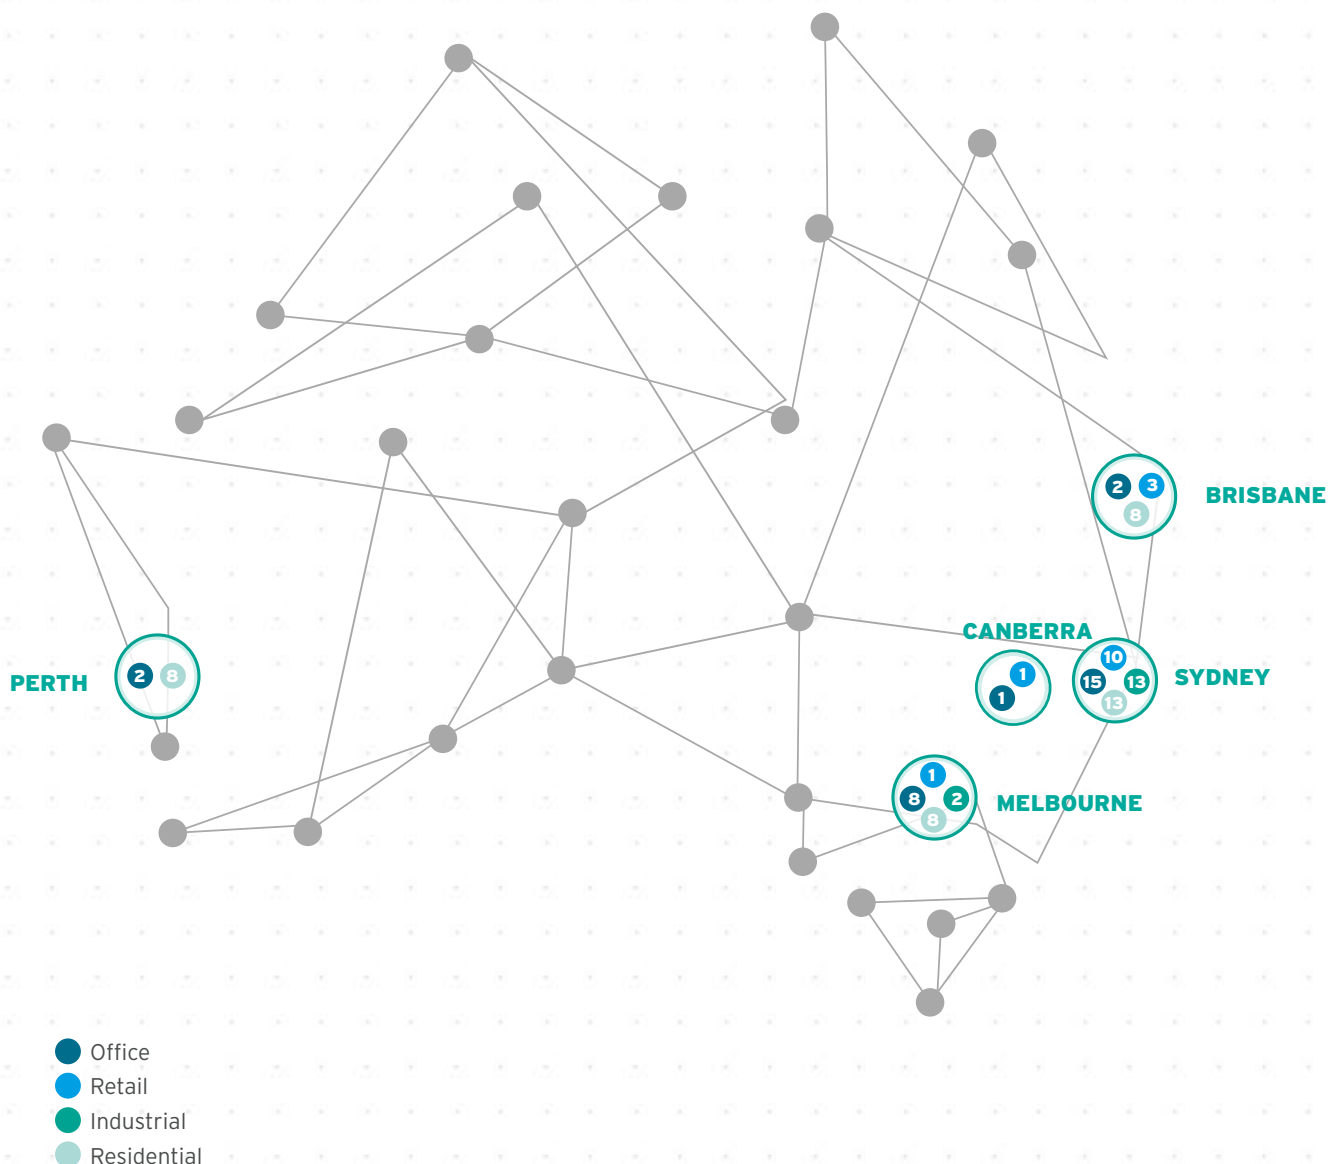 2 3
BRISBANE
8
CANBERRA
10
1
15 13
SYDNEY
1
13
PERTH
2 8
1
8 2
MELBOURNE
8
Office
Retail
Industrial
Residential